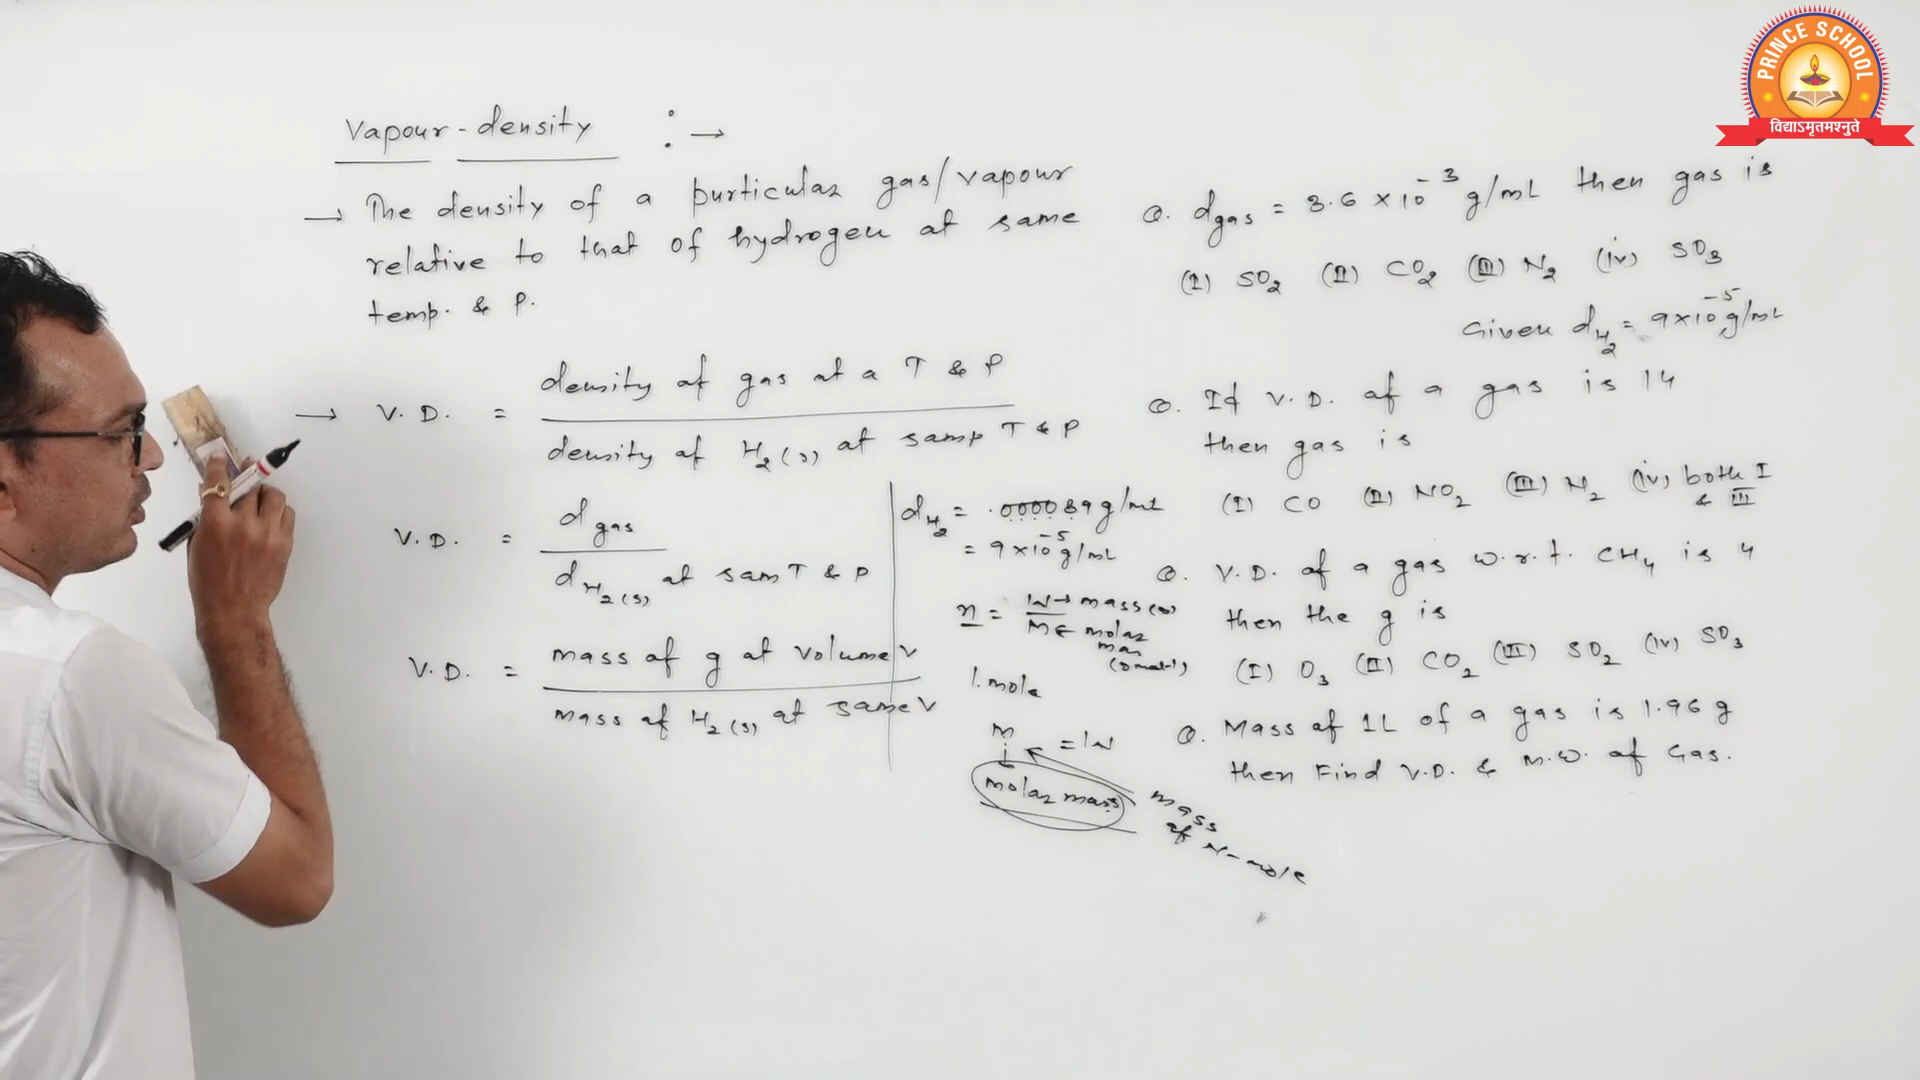 PRINCE SCHOOL
विद्याऽमृतमश्नुते
Vapour-density :→
→ The density of a purticular gas/vapour
relative to that of hydrogen at same
temp. & P.
→ V.D. = density of gas at a T & P
density of H2(g) at samp T & P
V.D. = d gas
d H2(g) at sam T & P
V.D. = mass of g at volume V
mass of H2(g) at same V
dH2 = .000089 g/mL
= 9×10^-5 g/mL
n = W→ mass(g)
M← molar
mass
1.mole
m = W
molar mass
mass
of N-mole
Q. dgas = 3.6 × 10^-3 g/mL then gas is
(I) SO2 (II) CO2 (III) N2 (iv) SO3
Given dH2 = 9×10^-5 g/mL
Q. If V.D. of a gas is 14
then gas is
(I) CO (II) NO2 (III) N2 (iv) both I
& III
Q. V.D. of a gas w.r.t. CH4 is 4
then the g is
(I) O3 (II) CO2 (III) SO2 (iv) SO3
Q. Mass of 1L of a gas is 1.96 g
then Find V.D. & M.W. of Gas.